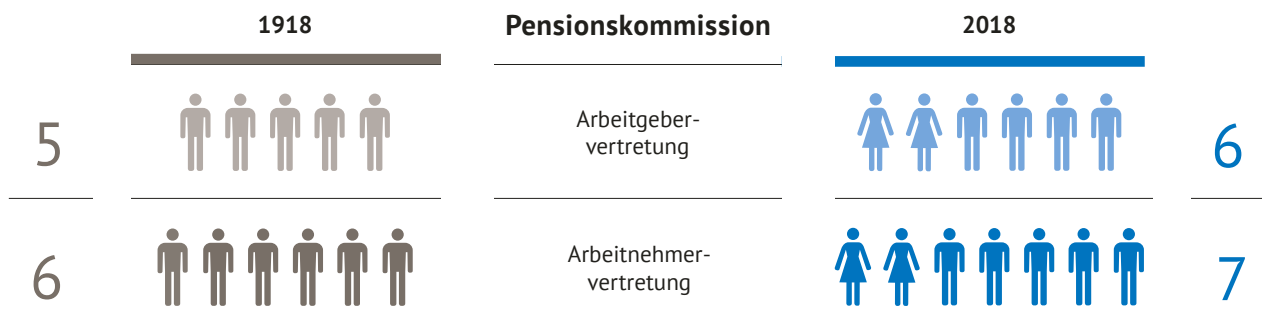 1918
Pensionskommission
2018
5
Arbeitgeber-
vertretung
6
6
Arbeitnehmer-
vertretung
7